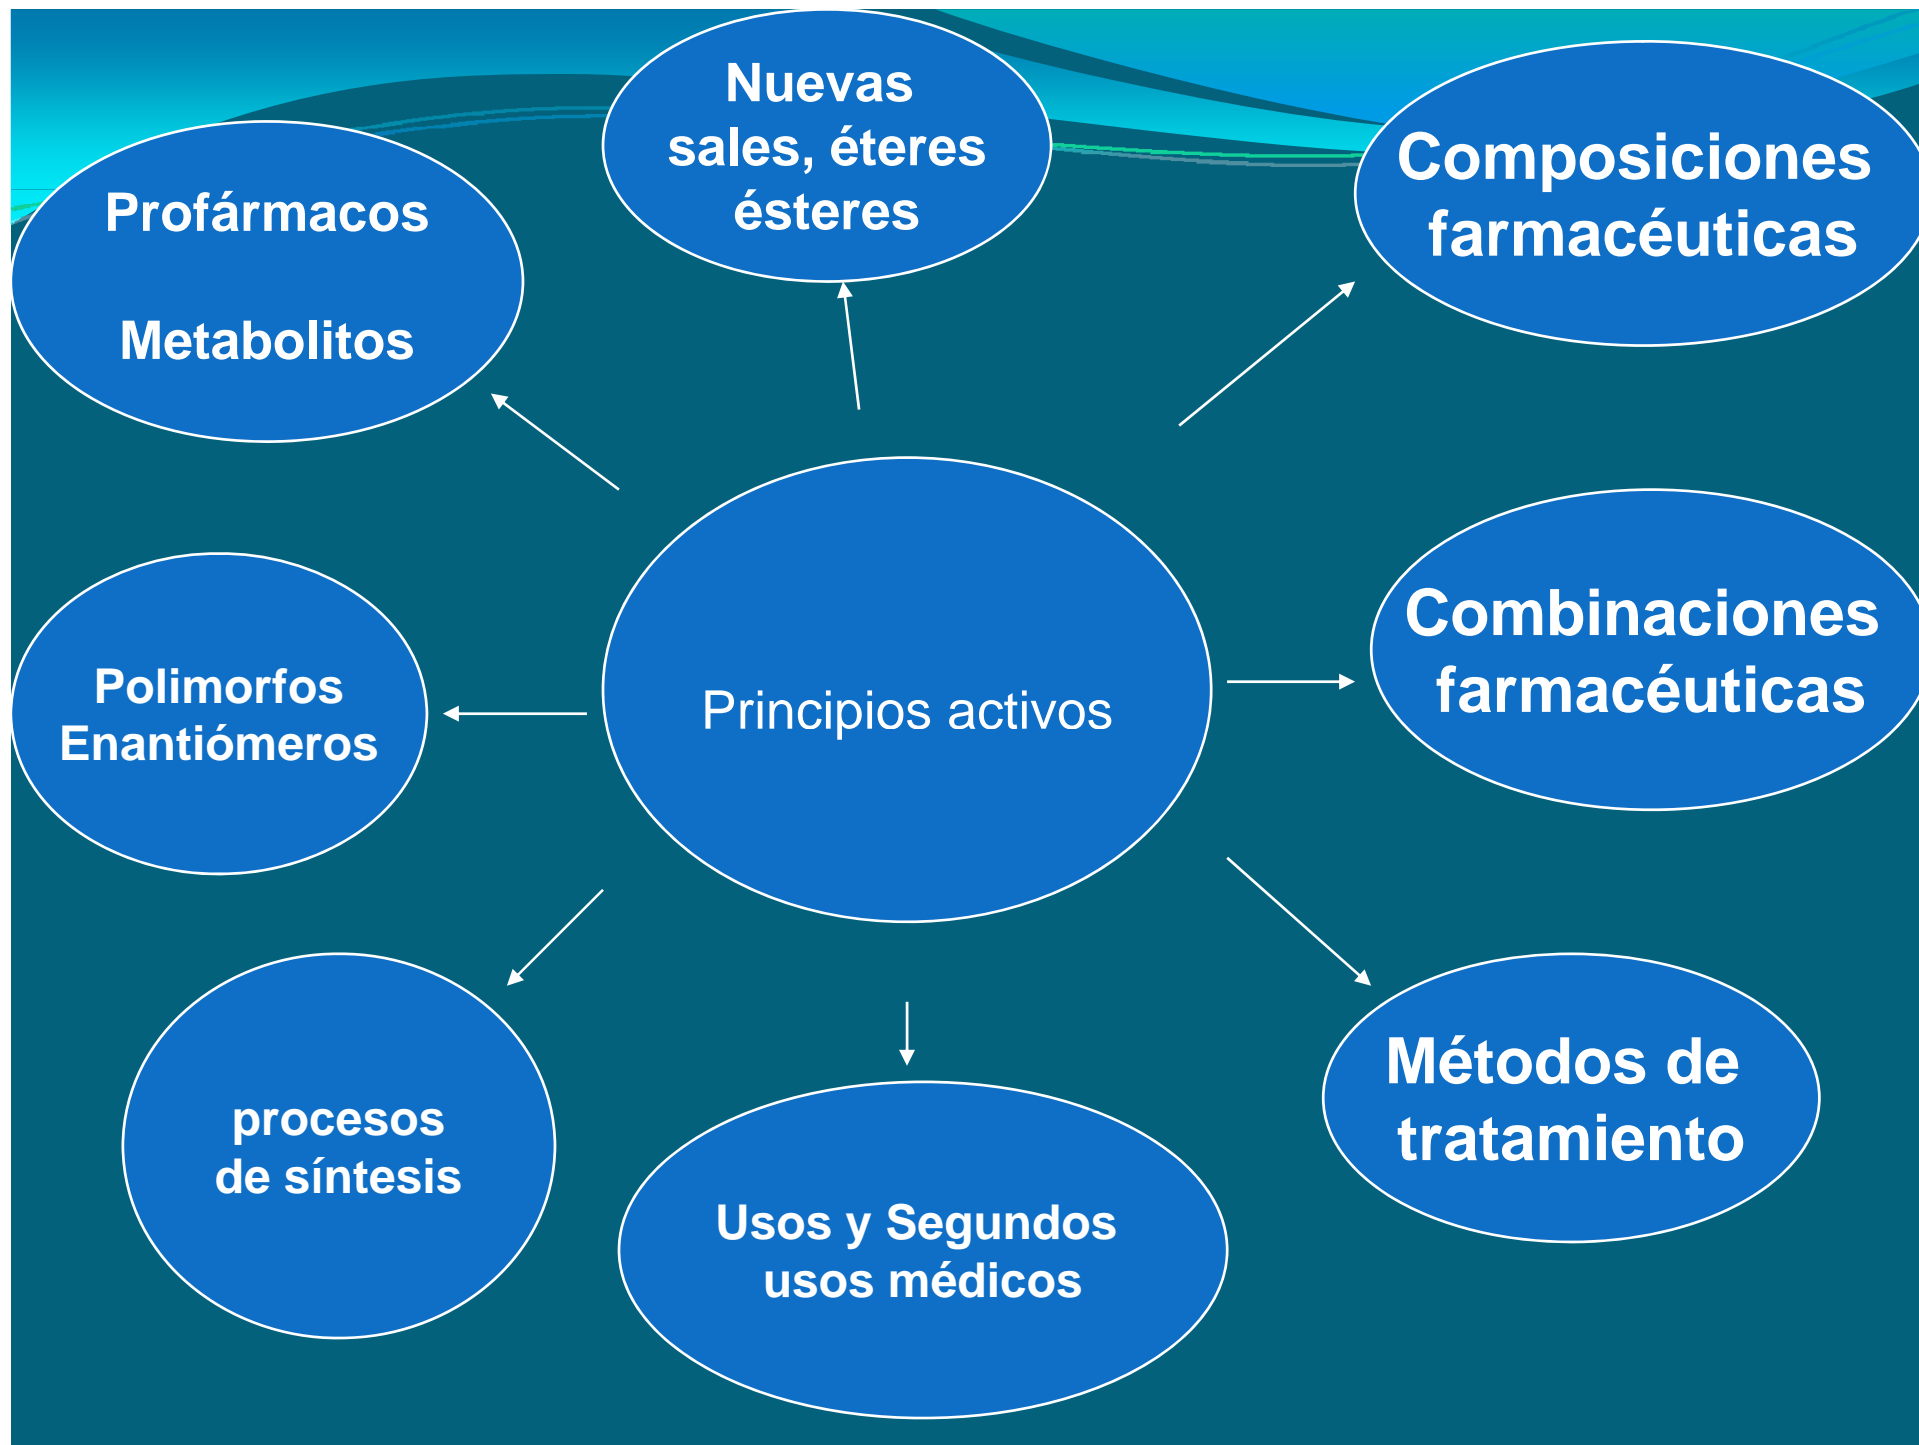 Nuevas
sales, éteres
ésteres
Composiciones
farmacéuticas
Profármacos
Metabolitos
Combinaciones
farmacéuticas
Principios activos
Polimorfos
Enantiómeros
Métodos de
tratamiento
procesos
de síntesis
Usos y Segundos
usos médicos